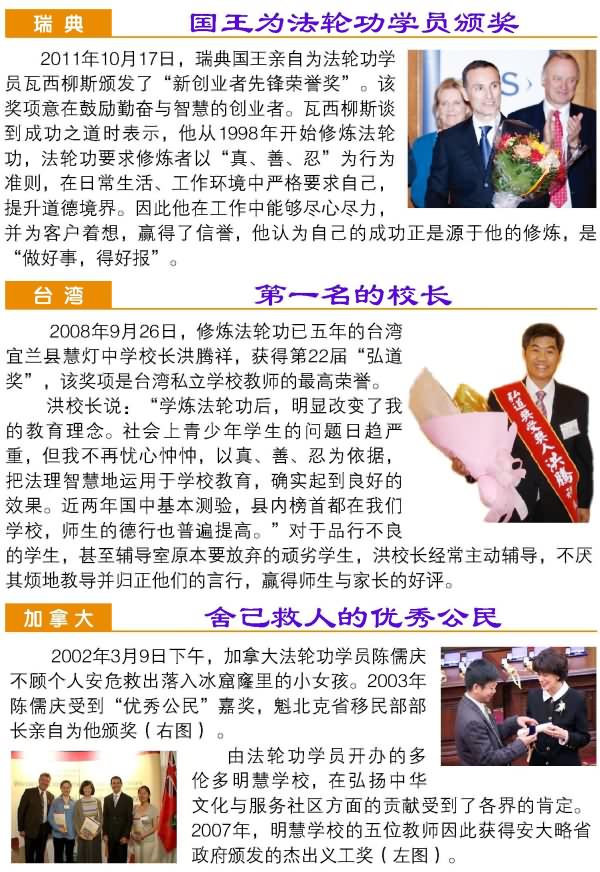 瑞典
国王为法轮功学员颁奖
2011年10月17日，瑞典国王亲自为法轮功学
员瓦西柳斯颁发了“新创业者先锋荣誉奖”。该
奖项意在鼓励勤奋与智慧的创业者。瓦西柳斯谈
到成功之道时表示，他从1998年开始修炼法轮
功，法轮功要求修炼者以“真、善、忍”为行为
准则，在日常生活、工作环境中严格要求自己，
提升道德境界。因此他在工作中能够尽心尽力，
并为客户着想，赢得了信誉，他认为自己的成功正是源于他的修炼，是
“做好事，得好报”。
S
台湾
第一名的校长
2008年9月26日，修炼法轮功已五年的台湾
宜兰县慧灯中学校长洪腾祥，获得第22届“弘道
奖”，该奖项是台湾私立学校教师的最高荣誉。
洪校长说：“学炼法轮功后，明显改变了我
的教育理念。社会上青少年学生的问题日趋严
重，但我不再忧心忡忡，以真、善、忍为依据，
把法理智慧地运用于学校教育，确实起到良好的
效果。近两年国中基本测验，县内榜首都在我们
学校，师生的德行也普遍提高。”对于品行不良
的学生，甚至辅导室原本要放弃的顽劣学生，洪校长经常主动辅导，不厌
其烦地教导并归正他们的言行，赢得师生与家长的好评。
弘道奖受奖人洪腾
加拿大
舍己救人的优秀公民
2002年3月9日下午，加拿大法轮功学员陈儒庆
不顾个人安危救出落入冰窟窿里的小女孩。2003年
陈儒庆受到“优秀公民”嘉奖，魁北克省移民部部
长亲自为他颁奖（右图）。
由法轮功学员开办的多
伦多明慧学校，在弘扬中华
文化与服务社区方面的贡献受到了各界的肯定。
2007年，明慧学校的五位教师因此获得安大略省
政府颁发的杰出义工奖（左图）。